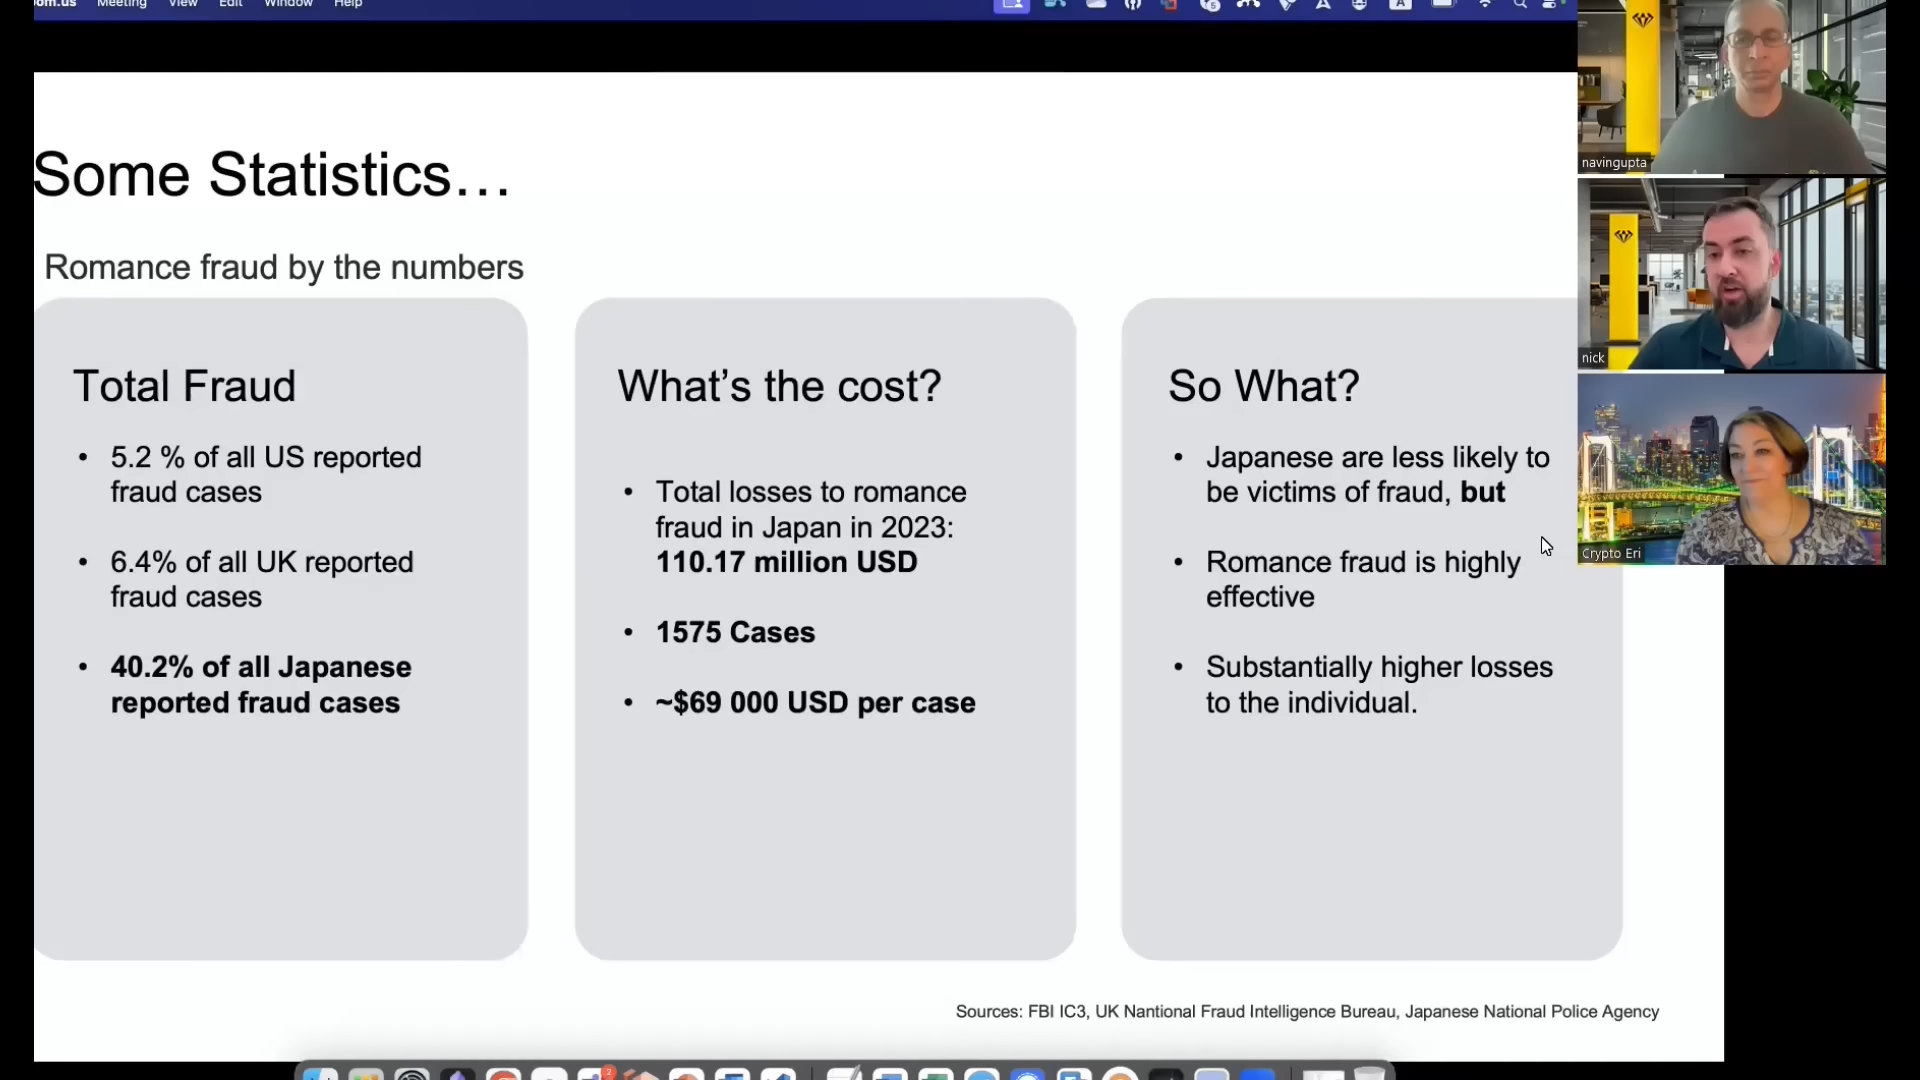 om.us Meeting View Edit Window Help
Some Statistics…
Romance fraud by the numbers
Total Fraud
• 5.2 % of all US reported
fraud cases
• 6.4% of all UK reported
fraud cases
• 40.2% of all Japanese
reported fraud cases
What’s the cost?
• Total losses to romance
fraud in Japan in 2023:
110.17 million USD
• 1575 Cases
• ~$69 000 USD per case
So What?
• Japanese are less likely to
be victims of fraud, but
• Romance fraud is highly
effective
• Substantially higher losses
to the individual.
Sources: FBI IC3, UK Nantional Fraud Intelligence Bureau, Japanese National Police Agency
navingupta
nick
Crypto Eri